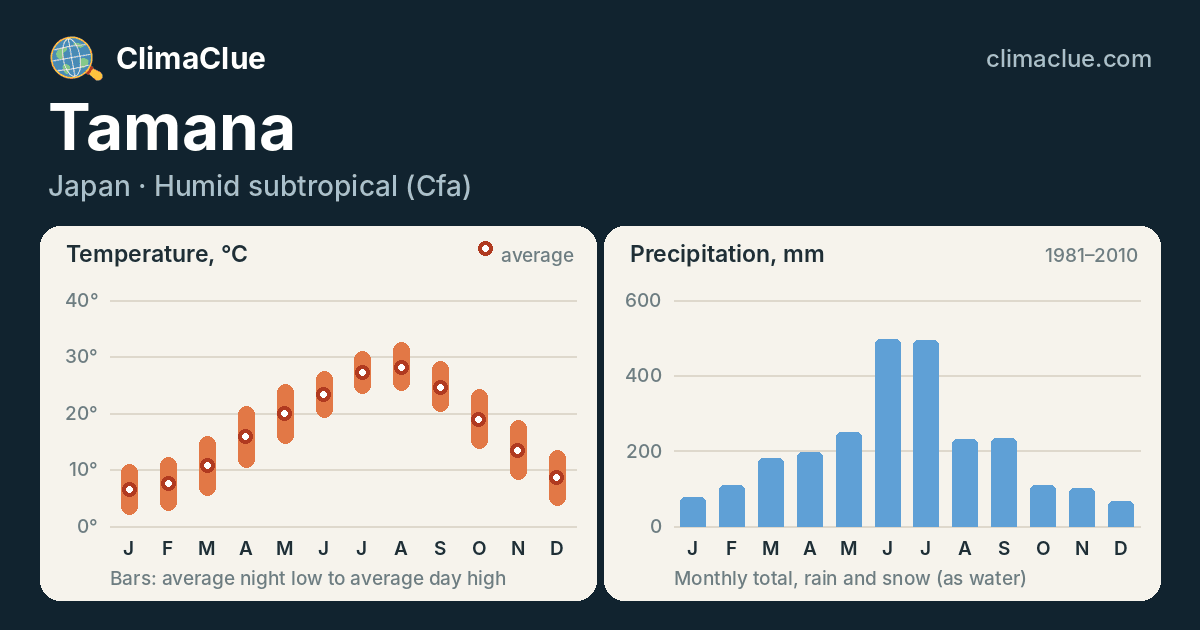 ClimaClue
climaclue.com
Tamana
Japan · Humid subtropical (Cfa)
Temperature, °C
average
40°
30°
20°
10°
0°
J F M A M J J A S O N D
Bars: average night low to average day high
Precipitation, mm
1981–2010
600
400
200
0
J F M A M J J A S O N D
Monthly total, rain and snow (as water)